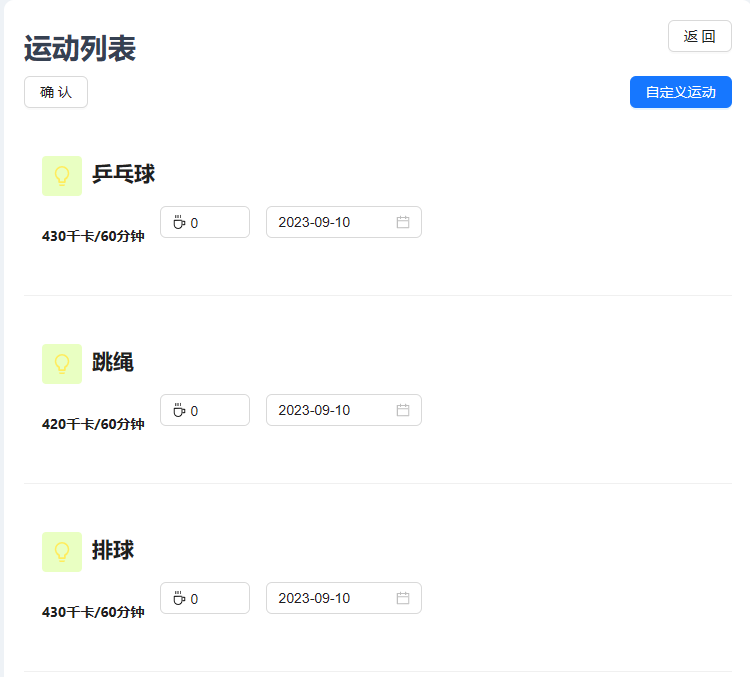 运动列表
返 回
确 认
自定义运动
乒乓球
430千卡/60分钟
0
2023-09-10
跳绳
420千卡/60分钟
0
2023-09-10
排球
430千卡/60分钟
0
2023-09-10